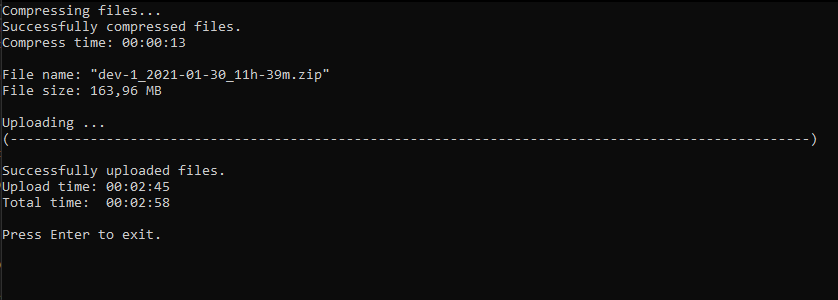 Compressing files...
Successfully compressed files.
Compress time: 00:00:13
File name: "dev-1_2021-01-30_11h-39m.zip"
File size: 163,96 MB
Uploading ...
(----------------------------------------------------------------------------------------------------)
Successfully uploaded files.
Upload time: 00:02:45
Total time:  00:02:58
Press Enter to exit.